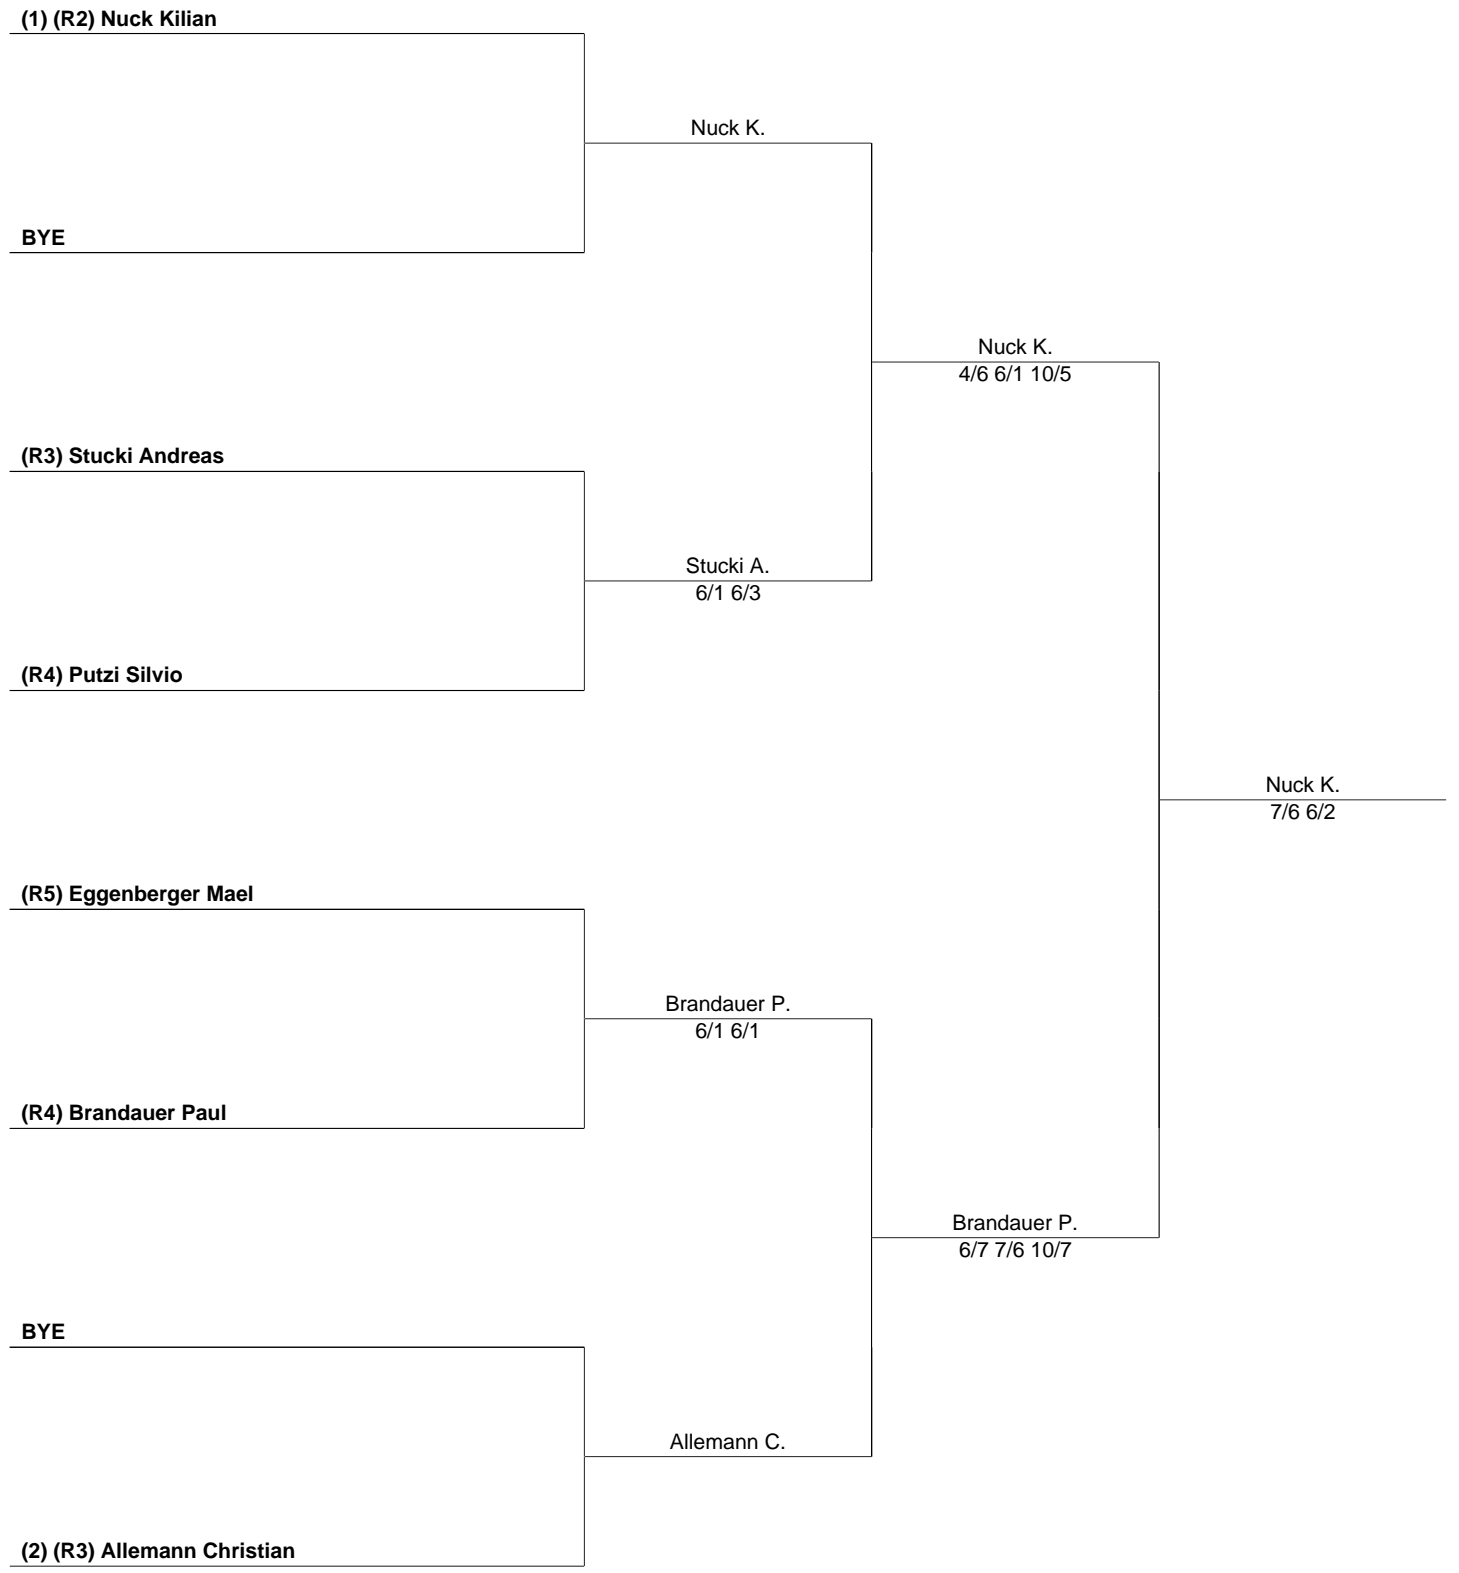 (1) (R2) Nuck Kilian
Nuck K.
BYE
Nuck K.
4/6 6/1 10/5
(R3) Stucki Andreas
Stucki A.
6/1 6/3
(R4) Putzi Silvio
Nuck K.
7/6 6/2
(R5) Eggenberger Mael
Brandauer P.
6/1 6/1
(R4) Brandauer Paul
Brandauer P.
6/7 7/6 10/7
BYE
Allemann C.
(2) (R3) Allemann Christian